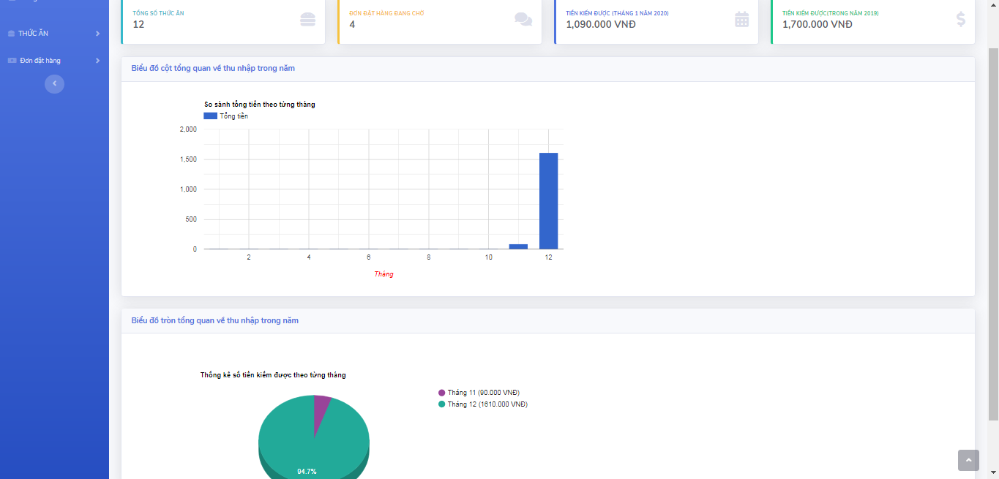 TỔNG SỐ THỨC ĂN
12
ĐƠN ĐẶT HÀNG ĐANG CHỜ
4
TIỀN KIẾM ĐƯỢC (THÁNG 1 NĂM 2020)
1,090.000 VNĐ
TIỀN KIẾM ĐƯỢC(TRONG NĂM 2019)
1,700.000 VNĐ
THỨC ĂN
Đơn đặt hàng
Biểu đồ cột tổng quan về thu nhập trong năm
So sánh tổng tiền theo từng tháng
Tổng tiền
2,000
1,500
1,000
500
0
2 4 6 8 10 12
Tháng
Biểu đồ tròn tổng quan về thu nhập trong năm
Thống kê số tiền kiếm được theo từng tháng
Tháng 11 (90.000 VNĐ)
Tháng 12 (1610.000 VNĐ)
94.7%